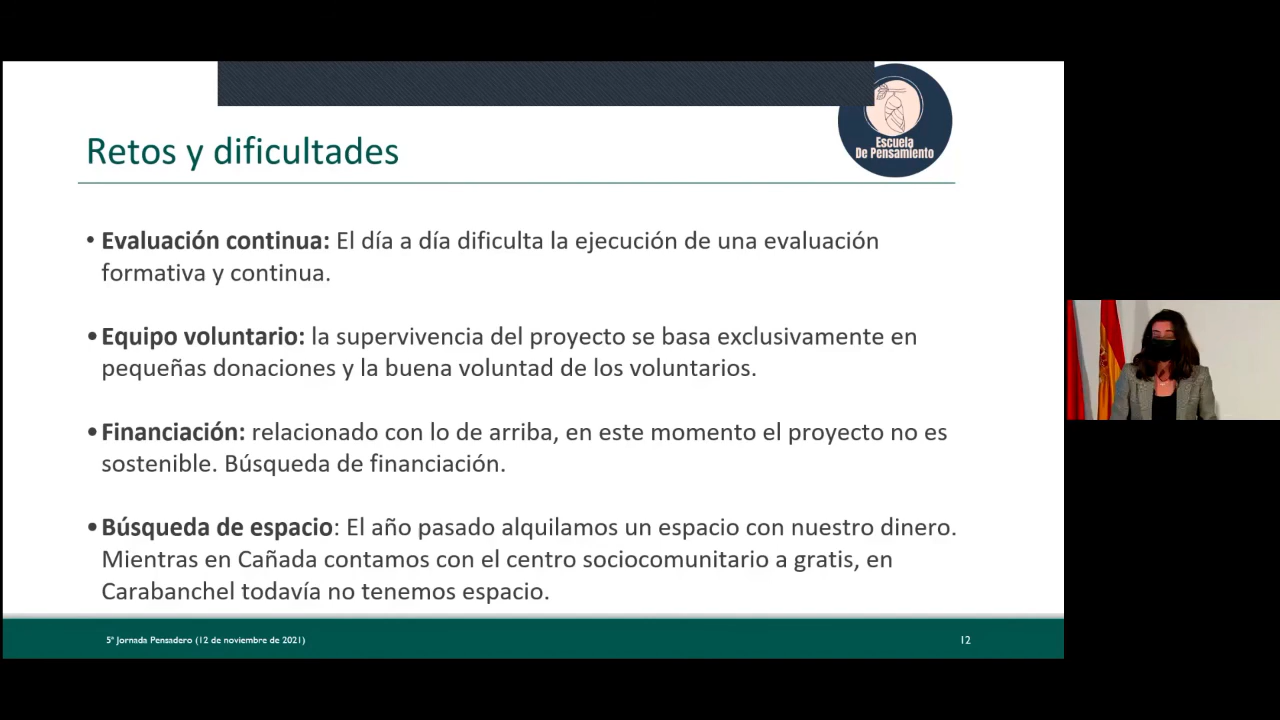 Escuela
De Pensamiento
Retos y dificultades
• Evaluación continua: El día a día dificulta la ejecución de una evaluación
formativa y continua.
• Equipo voluntario: la supervivencia del proyecto se basa exclusivamente en
pequeñas donaciones y la buena voluntad de los voluntarios.
• Financiación: relacionado con lo de arriba, en este momento el proyecto no es
sostenible. Búsqueda de financiación.
• Búsqueda de espacio: El año pasado alquilamos un espacio con nuestro dinero.
Mientras en Cañada contamos con el centro sociocomunitario a gratis, en
Carabanchel todavía no tenemos espacio.
5ª Jornada Pensadero (12 de noviembre de 2021)
12